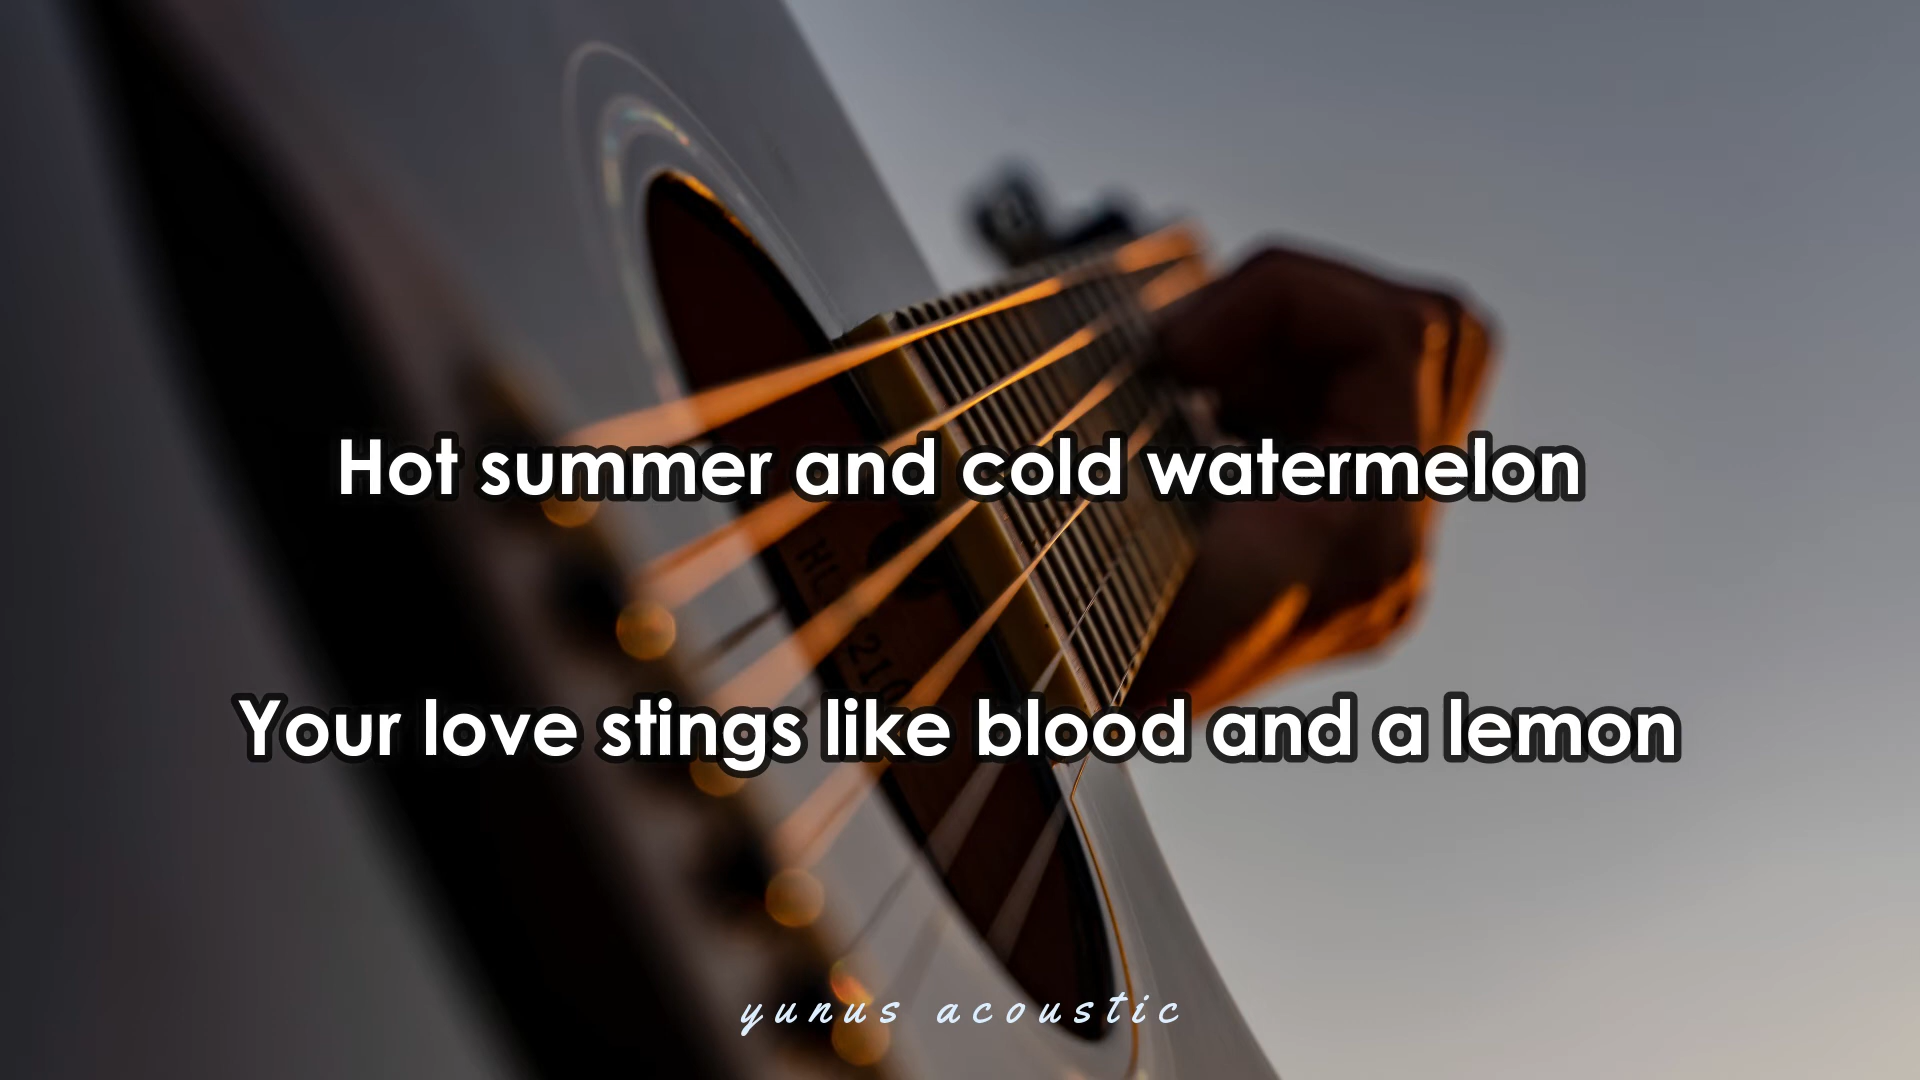 Hot summer and cold watermelon
Your love stings like blood and a lemon
yunus acoustic